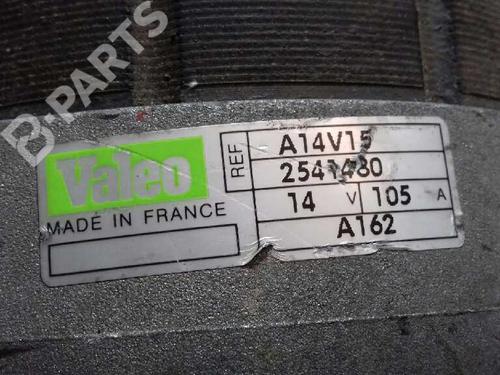 B-PARTS
Valeo
MADE IN FRANCE
REF
A14V15
2541480
14 V 105 A
A162